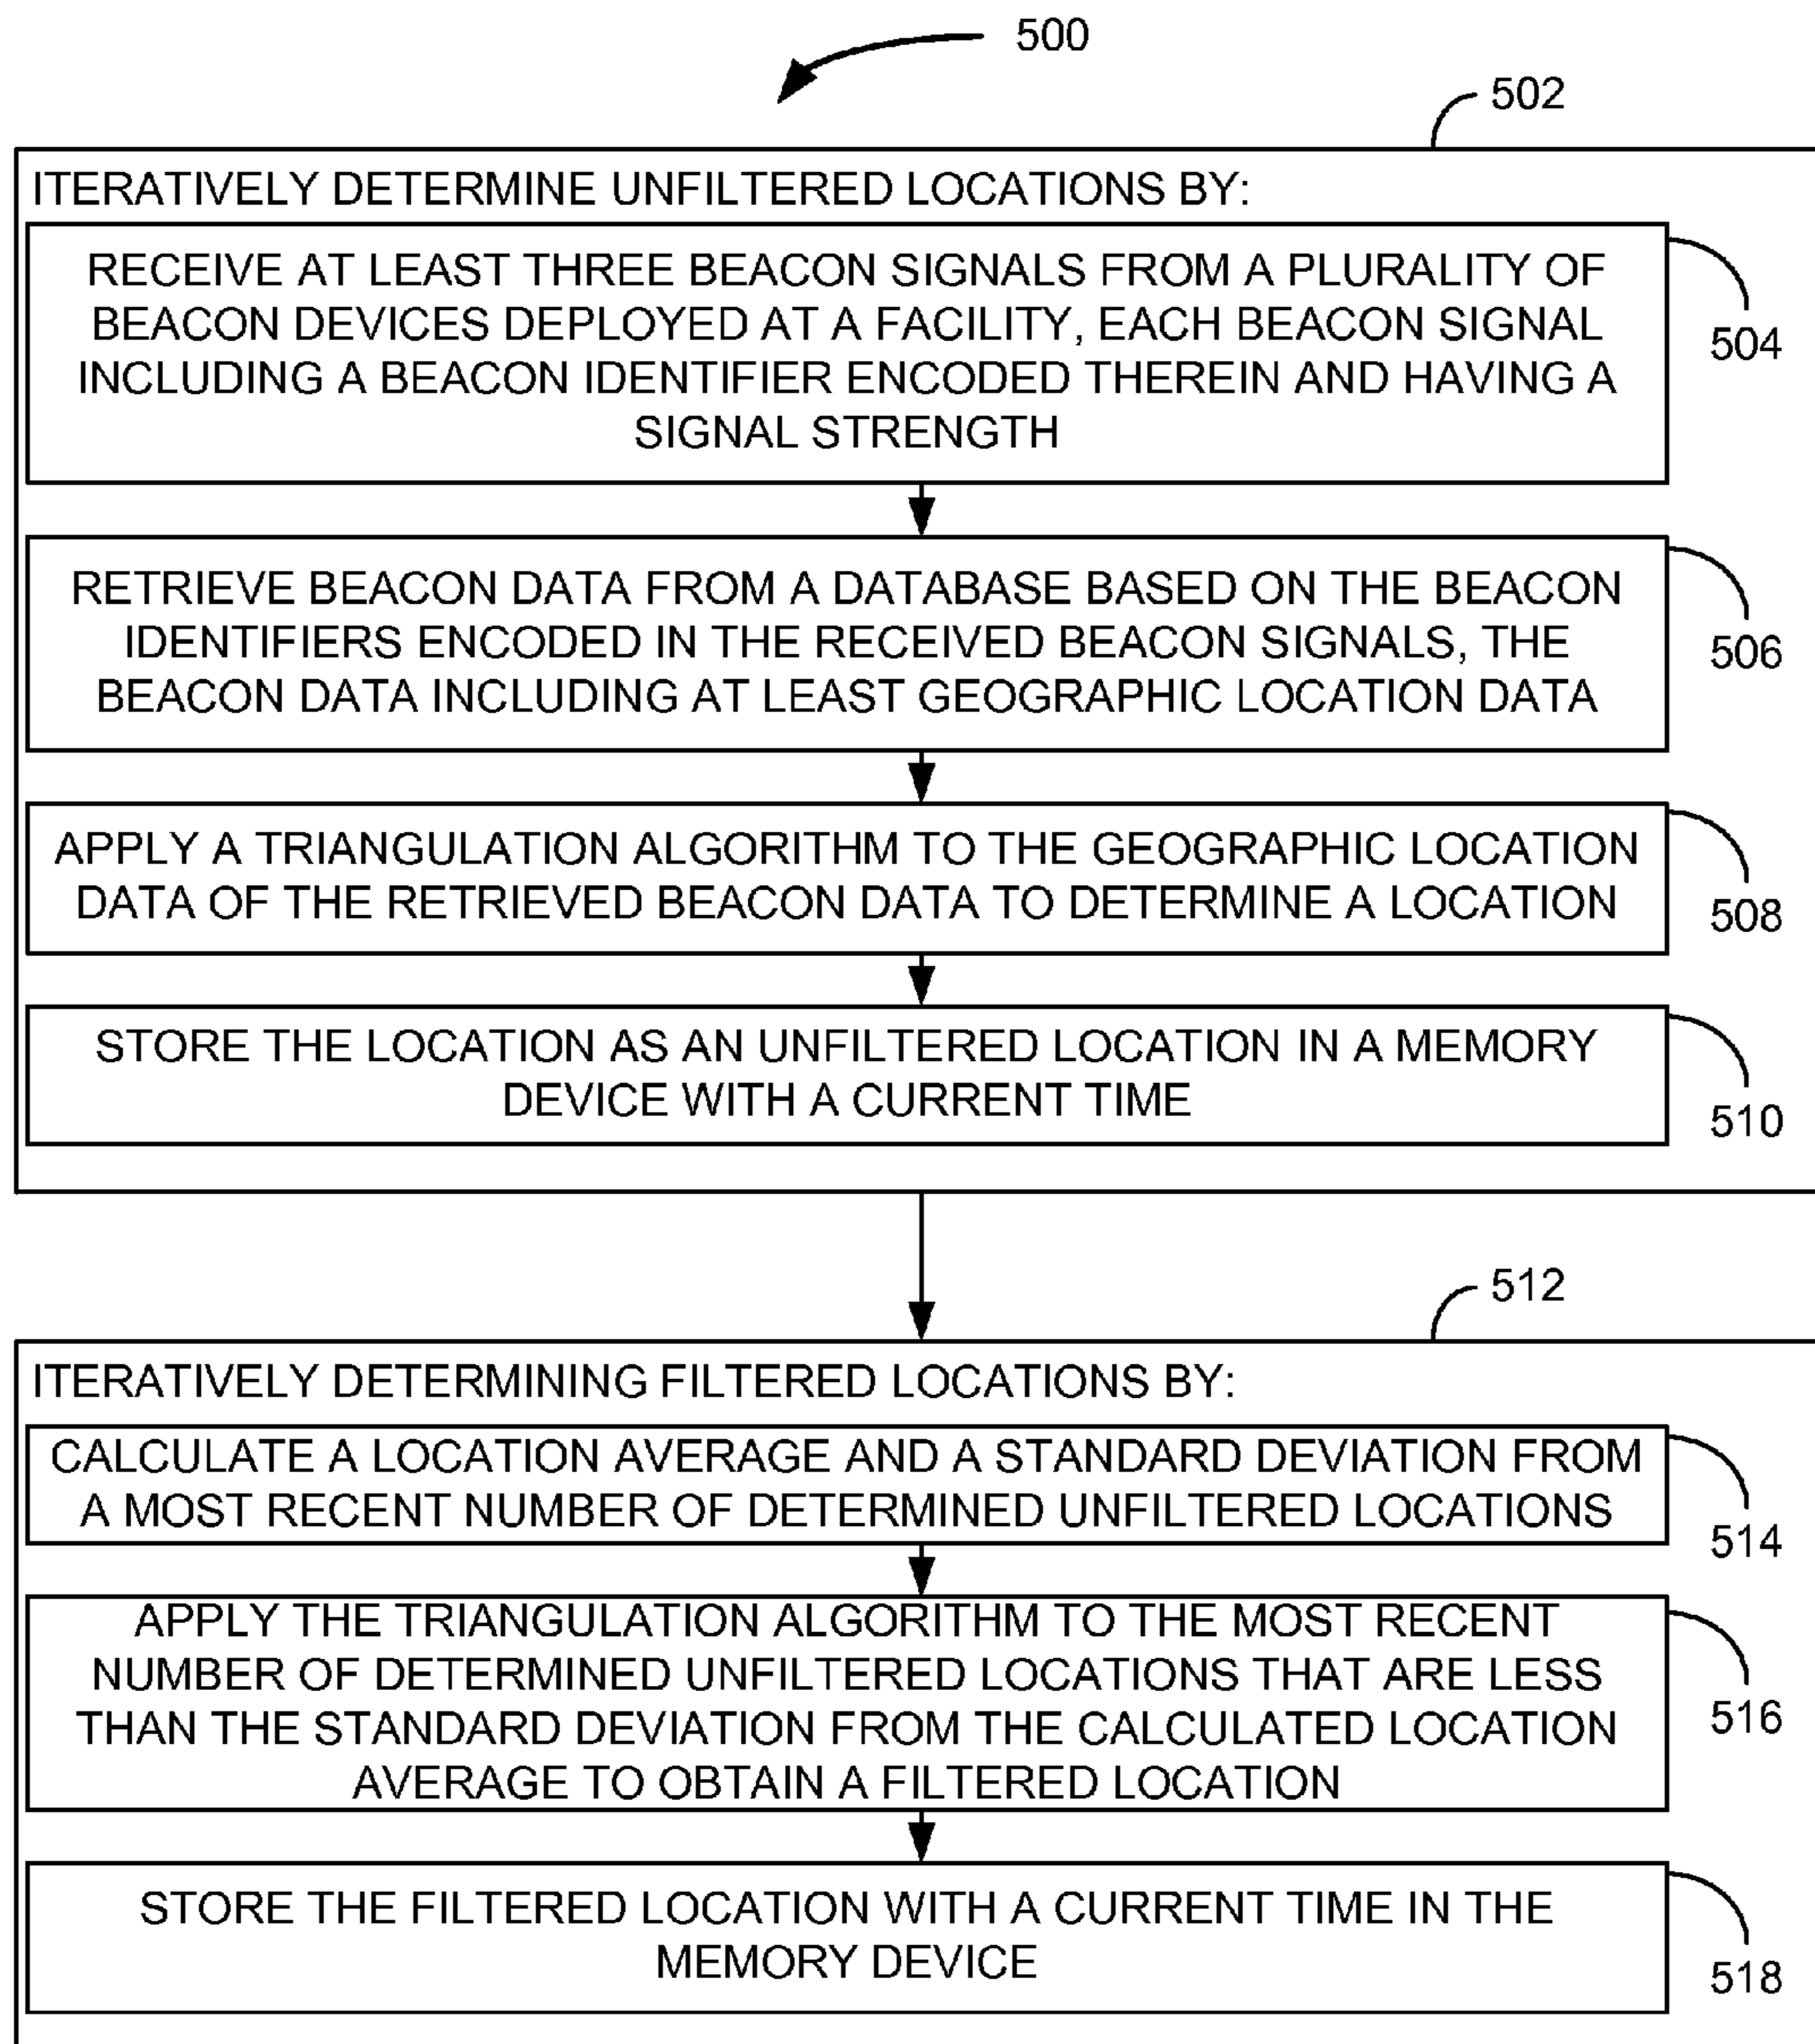 500
502
ITERATIVELY DETERMINE UNFILTERED LOCATIONS BY:
RECEIVE AT LEAST THREE BEACON SIGNALS FROM A PLURALITY OF
BEACON DEVICES DEPLOYED AT A FACILITY, EACH BEACON SIGNAL
INCLUDING A BEACON IDENTIFIER ENCODED THEREIN AND HAVING A
SIGNAL STRENGTH
504
RETRIEVE BEACON DATA FROM A DATABASE BASED ON THE BEACON
IDENTIFIERS ENCODED IN THE RECEIVED BEACON SIGNALS, THE
BEACON DATA INCLUDING AT LEAST GEOGRAPHIC LOCATION DATA
506
APPLY A TRIANGULATION ALGORITHM TO THE GEOGRAPHIC LOCATION
DATA OF THE RETRIEVED BEACON DATA TO DETERMINE A LOCATION
508
STORE THE LOCATION AS AN UNFILTERED LOCATION IN A MEMORY
DEVICE WITH A CURRENT TIME
510
512
ITERATIVELY DETERMINING FILTERED LOCATIONS BY:
CALCULATE A LOCATION AVERAGE AND A STANDARD DEVIATION FROM
A MOST RECENT NUMBER OF DETERMINED UNFILTERED LOCATIONS
514
APPLY THE TRIANGULATION ALGORITHM TO THE MOST RECENT
NUMBER OF DETERMINED UNFILTERED LOCATIONS THAT ARE LESS
THAN THE STANDARD DEVIATION FROM THE CALCULATED LOCATION
AVERAGE TO OBTAIN A FILTERED LOCATION
516
STORE THE FILTERED LOCATION WITH A CURRENT TIME IN THE
MEMORY DEVICE
518